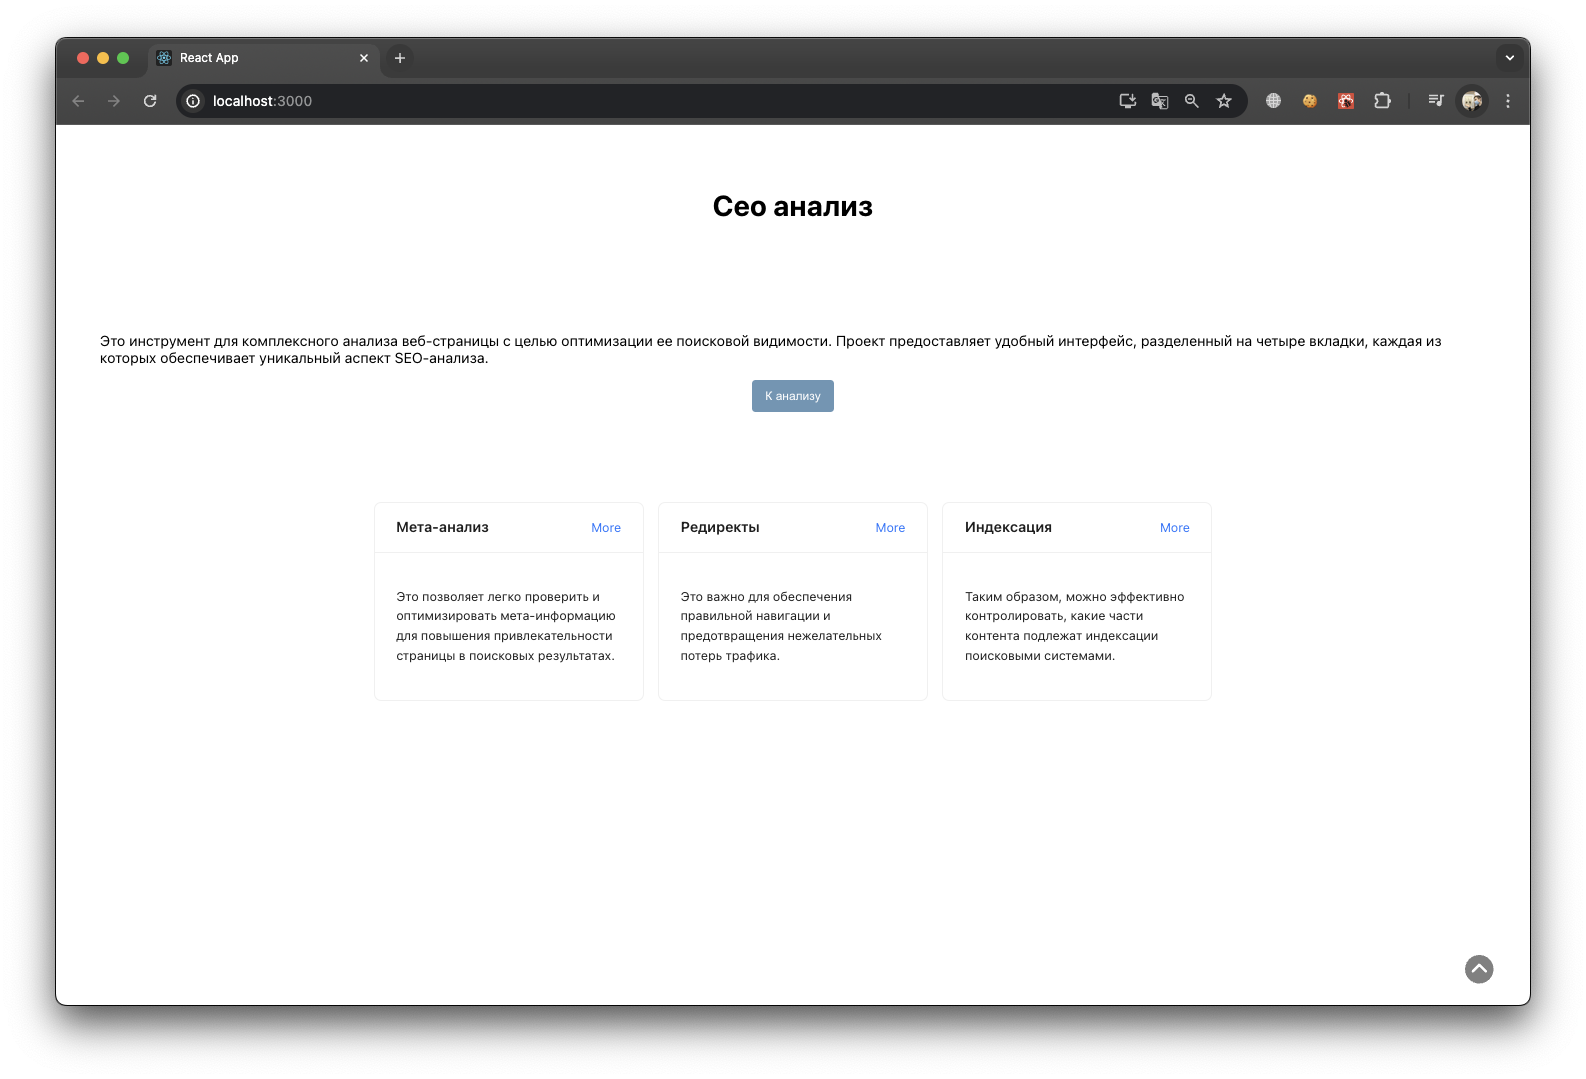 React App
localhost:3000
Сео анализ
Это инструмент для комплексного анализа веб-страницы с целью оптимизации ее поисковой видимости. Проект предоставляет удобный интерфейс, разделенный на четыре вкладки, каждая из
которых обеспечивает уникальный аспект SEO-анализа.
К анализу
Мета-анализ More
Это позволяет легко проверить и
оптимизировать мета-информацию
для повышения привлекательности
страницы в поисковых результатах.
Редиректы More
Это важно для обеспечения
правильной навигации и
предотвращения нежелательных
потерь трафика.
Индексация More
Таким образом, можно эффективно
контролировать, какие части
контента подлежат индексации
поисковыми системами.